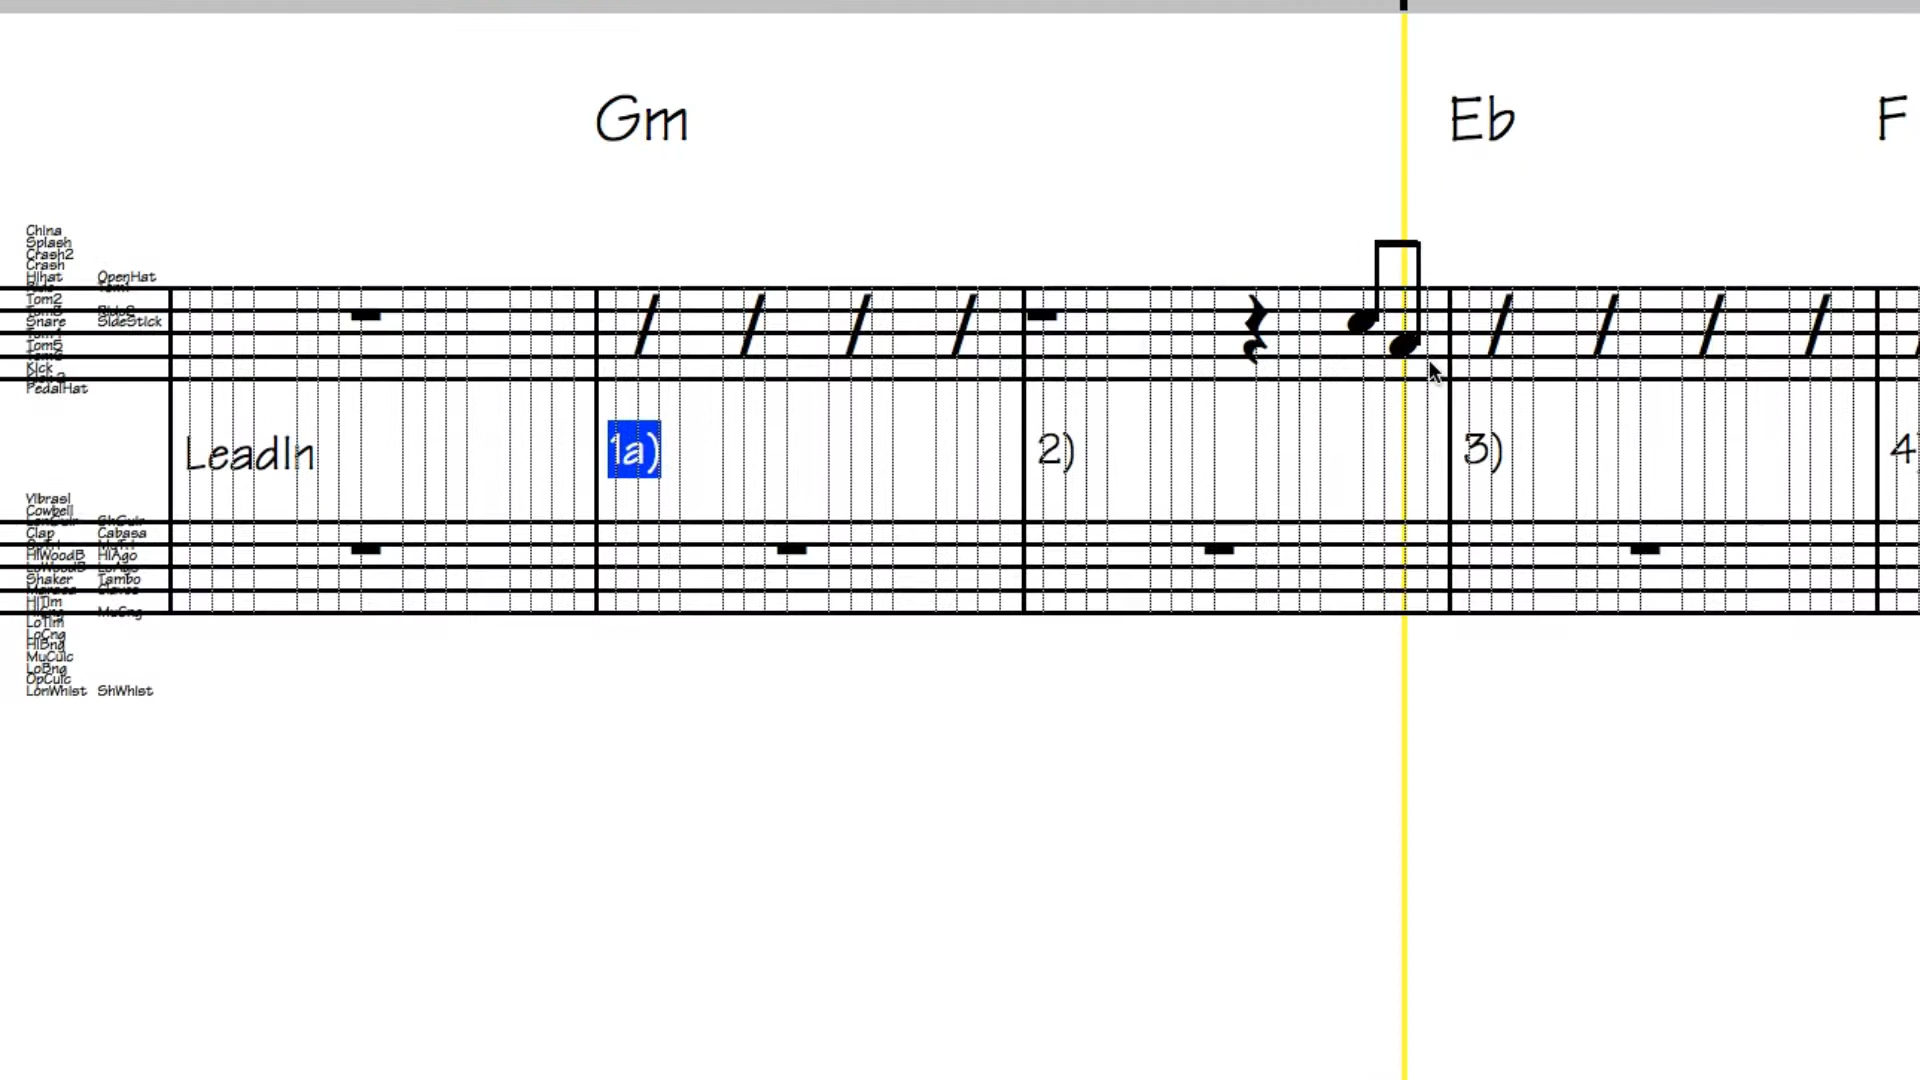 Gm Eb F
China
Splash
Crash2
Crash
Hihat OpenHat
Tom2
Snare SideStick
Tom5
Kick
PedalHat
LeadIn 1a) 2) 3) 4)
Vibrasl
Cowbell
Clap Cabasa
HiWoodB HiAgo
Shaker Tambo
HiTim
MuCng
LoTim
LoCng
HiBng
MuCuic
LoBng
OpCuic
LonWhist ShWhist